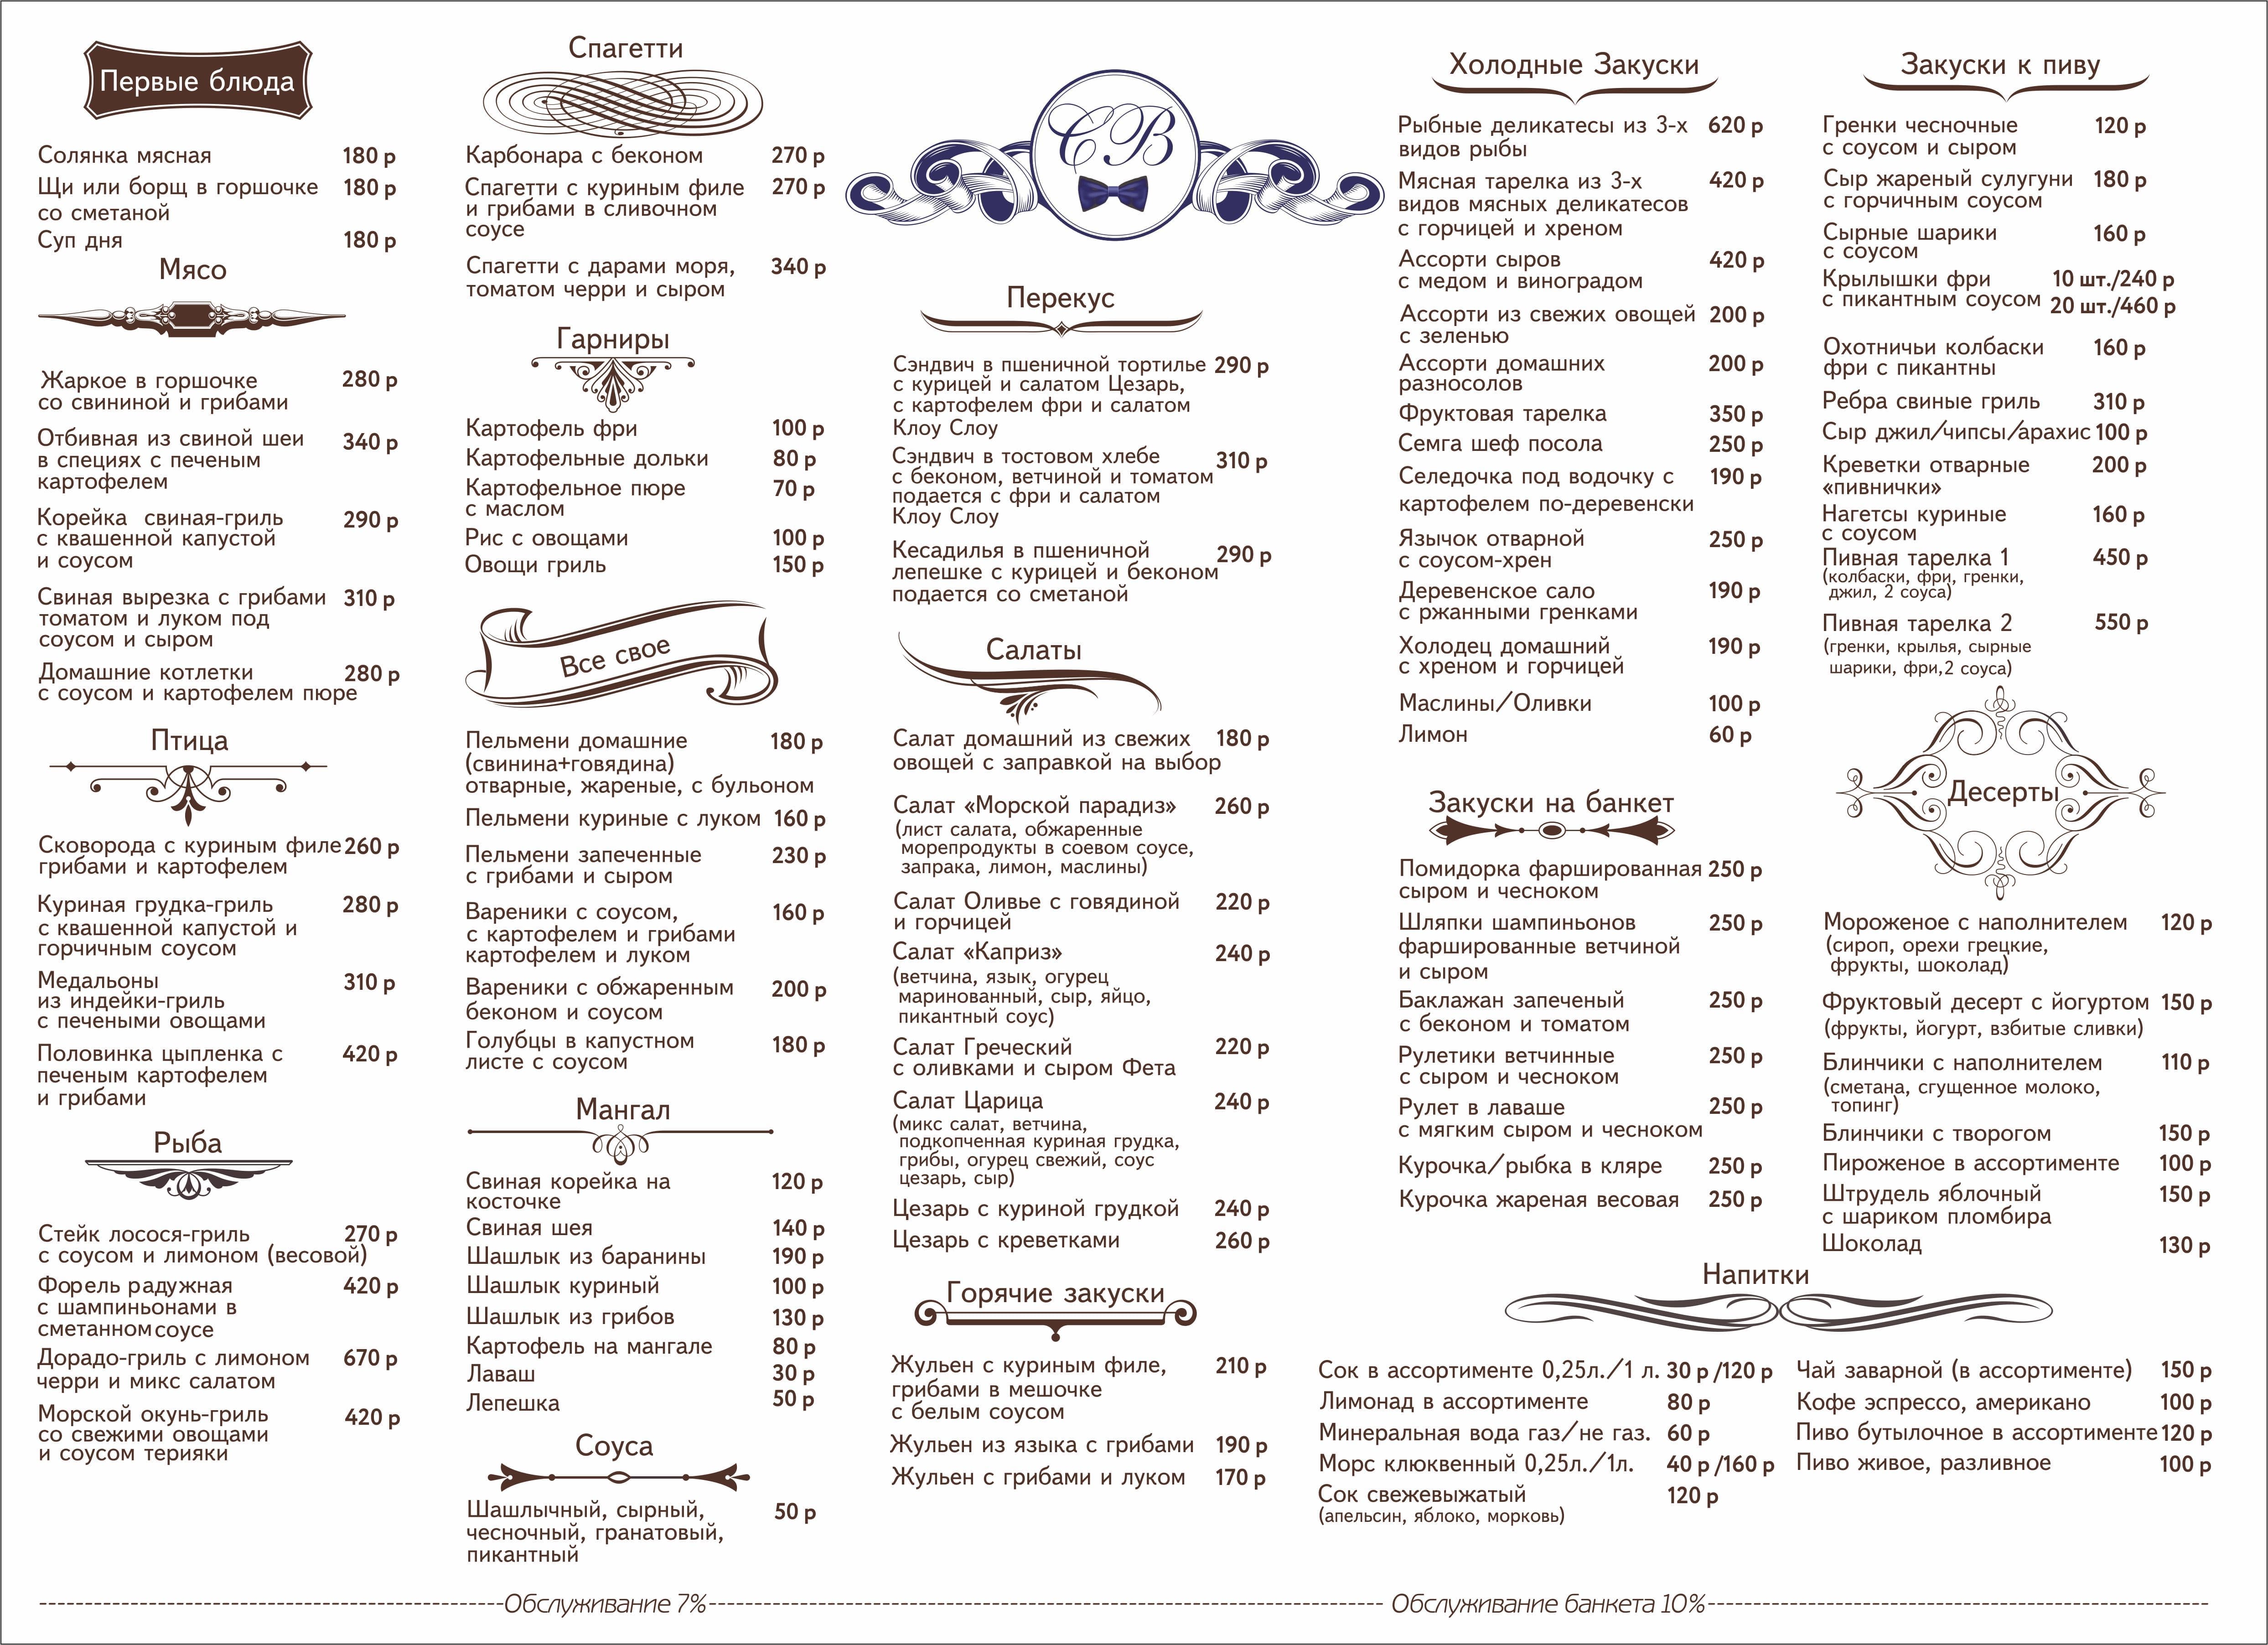 Первые блюда
Солянка мясная 180 р
Щи или борщ в горшочке 180 р
со сметаной
Суп дня 180 р
Мясо
Жаркое в горшочке 280 р
со свининой и грибами
Отбивная из свиной шеи 340 р
в специях с печеным
картофелем
Корейка свиная-гриль 290 р
с квашенной капустой
и соусом
Свиная вырезка с грибами 310 р
томатом и луком под
соусом и сыром
Домашние котлетки 280 р
с соусом и картофелем пюре
Птица
Сковорода с куриным филе 260 р
грибами и картофелем
Куриная грудка-гриль 280 р
с квашенной капустой и
горчичным соусом
Медальоны 310 р
из индейки-гриль
с печеными овощами
Половинка цыпленка с 420 р
печеным картофелем
и грибами
Рыба
Стейк лосося-гриль 270 р
с соусом и лимоном (весовой)
Форель радужная 420 р
с шампиньонами в
сметанном соусе
Дорадо-гриль с лимоном 670 р
черри и микс салатом
Морской окунь-гриль 420 р
со свежими овощами
и соусом терияки
Спагетти
Карбонара с беконом 270 р
Спагетти с куриным филе 270 р
и грибами в сливочном
соусе
Спагетти с дарами моря, 340 р
томатом черри и сыром
Гарниры
Картофель фри 100 р
Картофельные дольки 80 р
Картофельное пюре 70 р
с маслом
Рис с овощами 100 р
Овощи гриль 150 р
Все свое
Пельмени домашние 180 р
(свинина+говядина)
отварные, жареные, с бульоном
Пельмени куриные с луком 160 р
Пельмени запеченные 230 р
с грибами и сыром
Вареники с соусом, 160 р
с картофелем и грибами
картофелем и луком
Вареники с обжаренным 200 р
беконом и соусом
Голубцы в капустном 180 р
листе с соусом
Мангал
Свиная корейка на 120 р
косточке
Свиная шея 140 р
Шашлык из баранины 190 р
Шашлык куриный 100 р
Шашлык из грибов 130 р
Картофель на мангале 80 р
Лаваш 30 р
Лепешка 50 р
Соуса
Шашлычный, сырный, 50 р
чесночный, гранатовый,
пикантный
СВ
Перекус
Сэндвич в пшеничной тортилье 290 р
с курицей и салатом Цезарь,
с картофелем фри и салатом
Клоу Слоу
Сэндвич в тостовом хлебе 310 р
с беконом, ветчиной и томатом
подается с фри и салатом
Клоу Слоу
Кесадилья в пшеничной 290 р
лепешке с курицей и беконом
подается со сметаной
Салаты
Салат домашний из свежих 180 р
овощей с заправкой на выбор
Салат «Морской парадиз» 260 р
(лист салата, обжаренные
морепродукты в соевом соусе,
заправка, лимон, маслины)
Салат Оливье с говядиной 220 р
и горчицей
Салат «Каприз» 240 р
(ветчина, язык, огурец
маринованный, сыр, яйцо,
пикантный соус)
Салат Греческий 220 р
с оливками и сыром Фета
Салат Царица 240 р
(микс салат, ветчина,
подкопченная куриная грудка,
грибы, огурец свежий, соус
цезарь, сыр)
Цезарь с куриной грудкой 240 р
Цезарь с креветками 260 р
Горячие закуски
Жульен с куриным филе, 210 р
грибами в мешочке
с белым соусом
Жульен из языка с грибами 190 р
Жульен с грибами и луком 170 р
Холодные Закуски
Рыбные деликатесы из 3-х 620 р
видов рыбы
Мясная тарелка из 3-х 420 р
видов мясных деликатесов
с горчицей и хреном
Ассорти сыров 420 р
с медом и виноградом
Ассорти из свежих овощей 200 р
с зеленью
Ассорти домашних 200 р
разносолов
Фруктовая тарелка 350 р
Семга шеф посола 250 р
Селедочка под водочку с 190 р
картофелем по-деревенски
Язычок отварной 250 р
с соусом-хрен
Деревенское сало 190 р
с ржанными гренками
Холодец домашний 190 р
с хреном и горчицей
Маслины/Оливки 100 р
Лимон 60 р
Закуски на банкет
Помидорка фаршированная 250 р
сыром и чесноком
Шляпки шампиньонов 250 р
фаршированные ветчиной
и сыром
Баклажан запеченый 250 р
с беконом и томатом
Рулетики ветчинные 250 р
с сыром и чесноком
Рулет в лаваше 250 р
с мягким сыром и чесноком
Курочка/рыбка в кляре 250 р
Курочка жареная весовая 250 р
Закуски к пиву
Гренки чесночные 120 р
с соусом и сыром
Сыр жареный сулугуни 180 р
с горчичным соусом
Сырные шарики 160 р
с соусом
Крылышки фри 10 шт./240 р
с пикантным соусом 20 шт./460 р
Охотничьи колбаски 160 р
фри с пикантны
Ребра свиные гриль 310 р
Сыр джил/чипсы/арахис 100 р
Креветки отварные 200 р
«пивнички»
Нагетсы куриные 160 р
с соусом
Пивная тарелка 1 450 р
(колбаски, фри, гренки,
джил, 2 соуса)
Пивная тарелка 2 550 р
(гренки, крылья, сырные
шарики, фри,2 соуса)
Десерты
Мороженое с наполнителем 120 р
(сироп, орехи грецкие,
фрукты, шоколад)
Фруктовый десерт с йогуртом 150 р
(фрукты, йогурт, взбитые сливки)
Блинчики с наполнителем 110 р
(сметана, сгущенное молоко,
топинг)
Блинчики с творогом 150 р
Пироженое в ассортименте 100 р
Штрудель яблочный 150 р
с шариком пломбира
Шоколад 130 р
Напитки
Сок в ассортименте 0,25л./1 л. 30 р /120 р
Лимонад в ассортименте 80 р
Минеральная вода газ/не газ. 60 р
Морс клюквенный 0,25л./1л. 40 р /160 р
Сок свежевыжатый 120 р
(апельсин, яблоко, морковь)
Чай заварной (в ассортименте) 150 р
Кофе эспрессо, американо 100 р
Пиво бутылочное в ассортименте 120 р
Пиво живое, разливное 100 р
Обслуживание 7%
Обслуживание банкета 10%